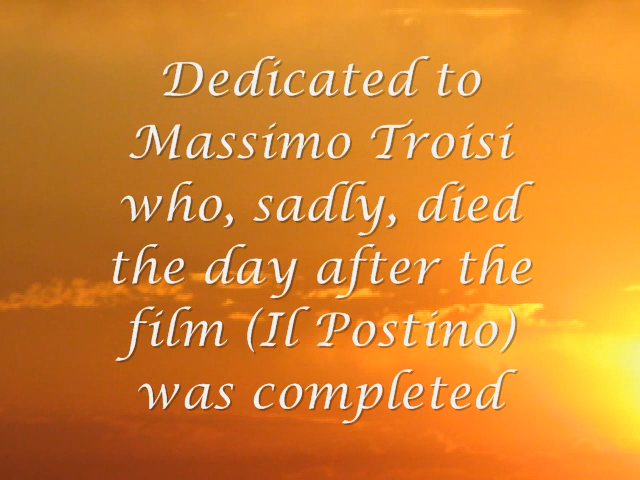 Dedicated to
Massimo Troisi
who, sadly, died
the day after the
film (Il Postino)
was completed